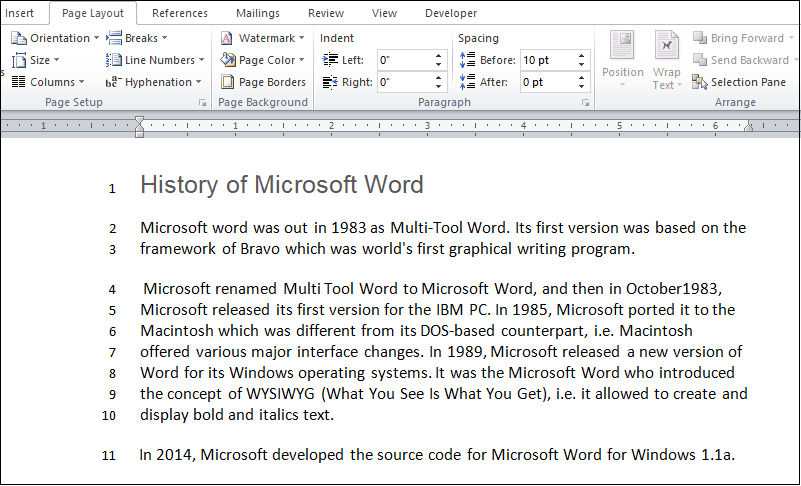 Insert Page Layout References Mailings Review View Developer
Orientation Breaks Watermark Indent Spacing Bring Forward
Size Line Numbers Page Color Left: 0" Before: 10 pt Position Wrap Text Send Backward
Columns Hyphenation Page Borders Right: 0" After: 0 pt Selection Pane
Page Setup Page Background Paragraph Arrange
1 1 2 3 4 5 6
1 History of Microsoft Word
2 Microsoft word was out in 1983 as Multi-Tool Word. Its first version was based on the
3 framework of Bravo which was world's first graphical writing program.
4 Microsoft renamed Multi Tool Word to Microsoft Word, and then in October1983,
5 Microsoft released its first version for the IBM PC. In 1985, Microsoft ported it to the
6 Macintosh which was different from its DOS-based counterpart, i.e. Macintosh
7 offered various major interface changes. In 1989, Microsoft released a new version of
8 Word for its Windows operating systems. It was the Microsoft Word who introduced
9 the concept of WYSIWYG (What You See Is What You Get), i.e. it allowed to create and
10 display bold and italics text.
11 In 2014, Microsoft developed the source code for Microsoft Word for Windows 1.1a.